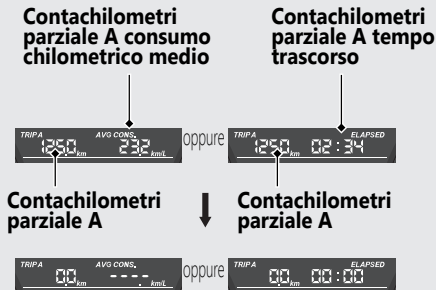 Contachilometri
parziale A consumo
chilometrico medio
Contachilometri
parziale A tempo
trascorso
TRIP A AVG CONS.
125.0 km 23.2 km/L
oppure
TRIP A ELAPSED
125.0 km 02:34
Contachilometri
parziale A
Contachilometri
parziale A
TRIP A AVG CONS.
0.0 km --.- km/L
oppure
TRIP A ELAPSED
0.0 km 00:00